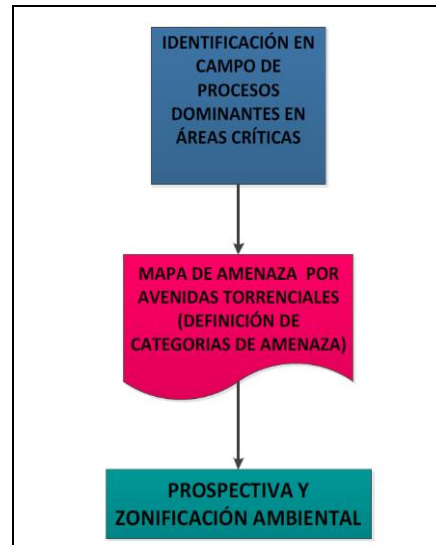 IDENTIFICACIÓN EN
CAMPO DE
PROCESOS
DOMINANTES EN
ÁREAS CRÍTICAS
MAPA DE AMENAZA POR
AVENIDAS TORRENCIALES
(DEFINICIÓN DE
CATEGORIAS DE AMENAZA)
PROSPECTIVA Y
ZONIFICACIÓN AMBIENTAL